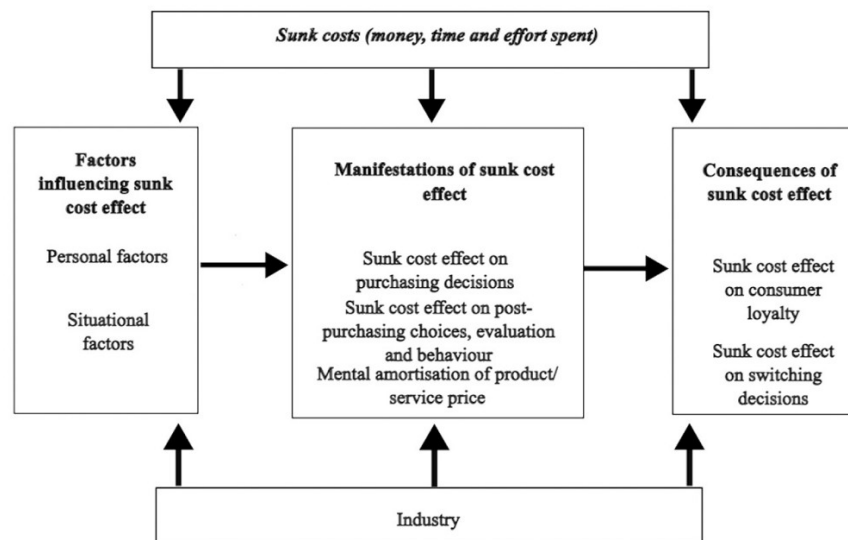 Sunk costs (money, time and effort spent)
Factors
influencing sunk
cost effect
Personal factors
Situational
factors
Manifestations of sunk cost
effect
Sunk cost effect on
purchasing decisions
Sunk cost effect on post-
purchasing choices, evaluation
and behaviour
Mental amortisation of product/
service price
Consequences of
sunk cost effect
Sunk cost effect
on consumer
loyalty
Sunk cost effect
on switching
decisions
Industry